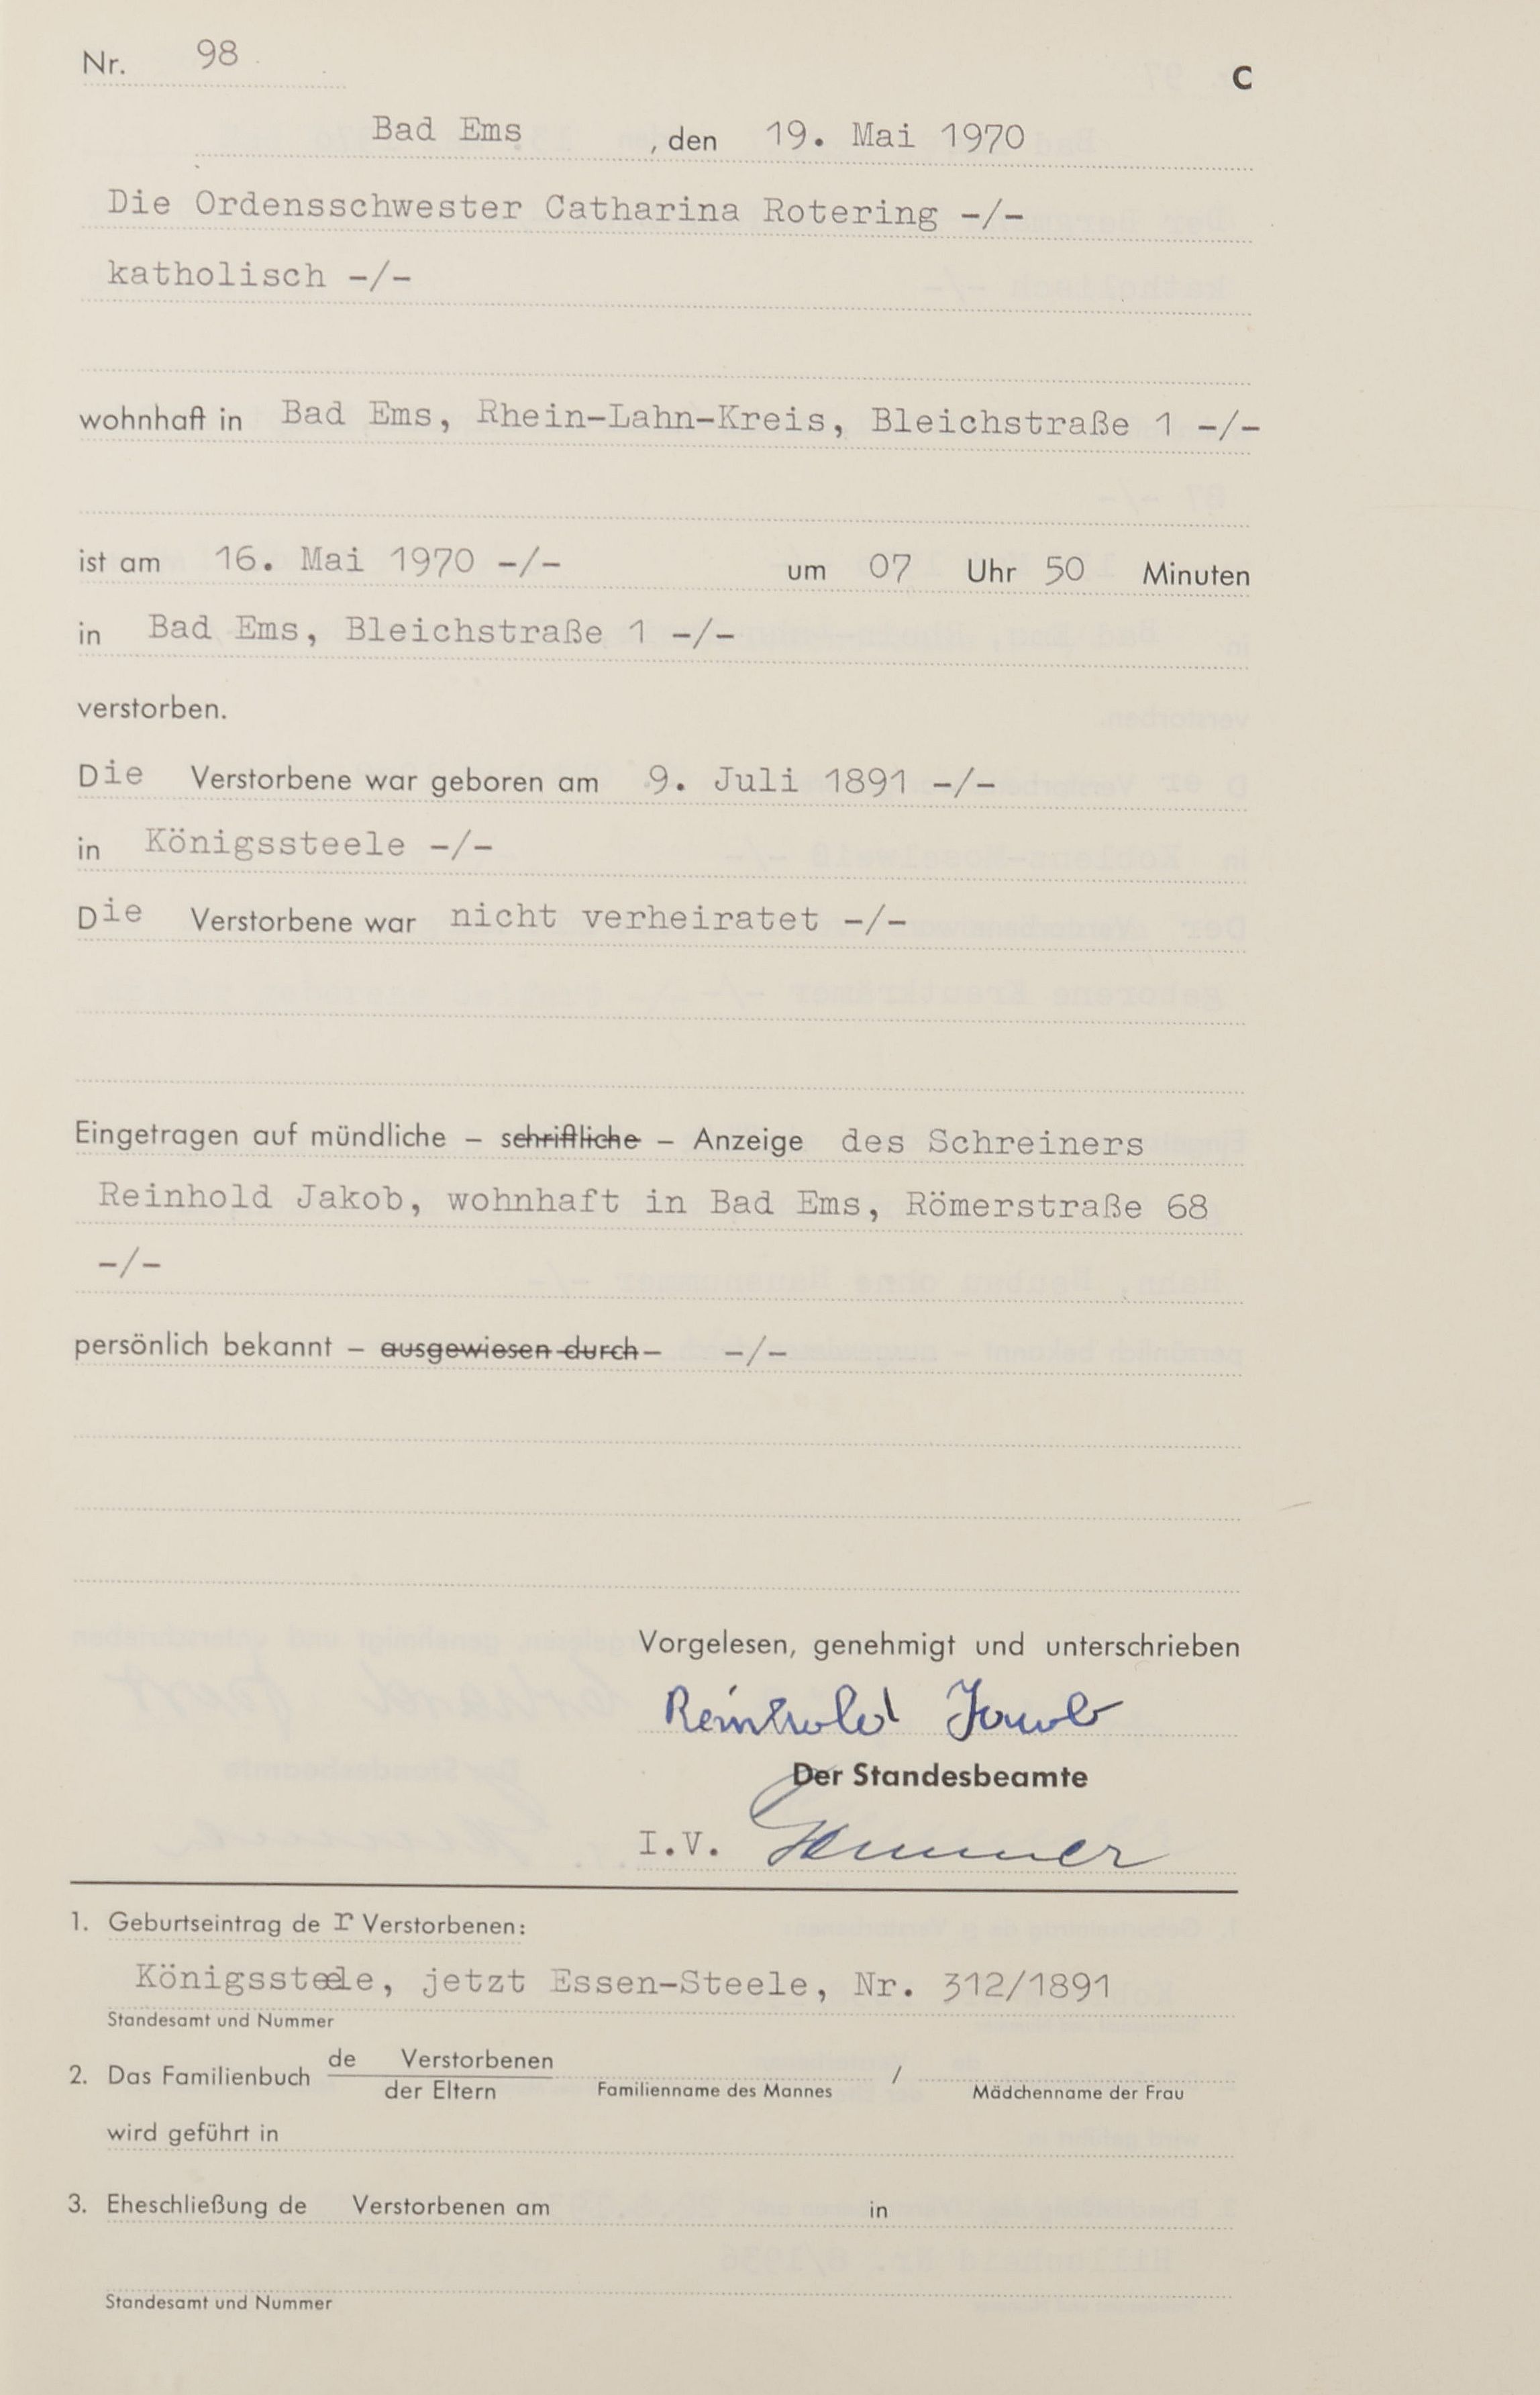 Nr. 98
C
Bad Ems , den 19. Mai 1970
Die Ordensschwester Catharina Rotering -/-
katholisch -/-
wohnhaft in Bad Ems, Rhein-Lahn-Kreis, Bleichstraße 1 -/-
ist am 16. Mai 1970 -/- um 07 Uhr 50 Minuten
in Bad Ems, Bleichstraße 1 -/-
verstorben.
Die Verstorbene war geboren am 9. Juli 1891 -/-
in Königssteele -/-
Die Verstorbene war nicht verheiratet -/-
Eingetragen auf mündliche – schriftliche – Anzeige des Schreiners
Reinhold Jakob, wohnhaft in Bad Ems, Römerstraße 68
-/-
persönlich bekannt – ausgewiesen durch – -/-
Vorgelesen, genehmigt und unterschrieben
Reinhold Jakob
Der Standesbeamte
I.V.
1. Geburtseintrag de r Verstorbenen:
Königssteele, jetzt Essen-Steele, Nr. 312/1891
Standesamt und Nummer
2. Das Familienbuch de Verstorbenen
der Eltern Familienname des Mannes / Mädchenname der Frau
wird geführt in
3. Eheschließung de Verstorbenen am in
Standesamt und Nummer